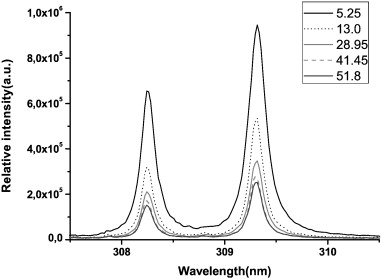 1,0x10⁶
8,0x10⁵
6,0x10⁵
4,0x10⁵
2,0x10⁵
0,0
Relative intensity(a.u.)
308
309
310
Wavelength(nm)
5.25
13.0
28.95
41.45
51.8